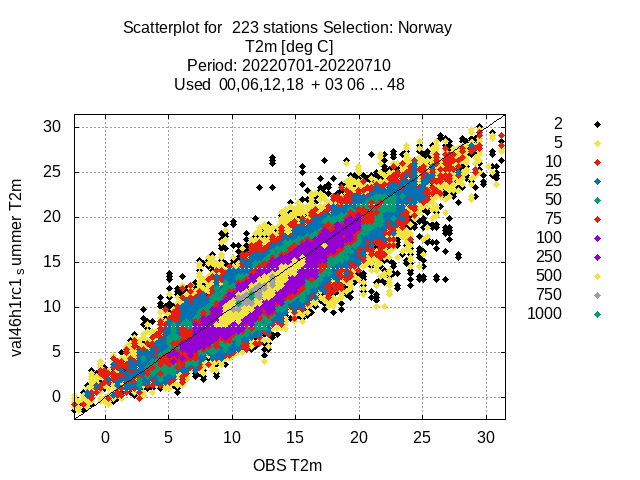 Scatterplot for  223 stations Selection: Norway
T2m [deg C]
Period: 20220701-20220710
Used  00,06,12,18  + 03 06 ... 48
val46h1rc1 s ummer T2m
30
25
20
15
10
5
0
0 5 10 15 20 25 30
OBS T2m
2
5
10
25
50
75
100
250
500
750
1000